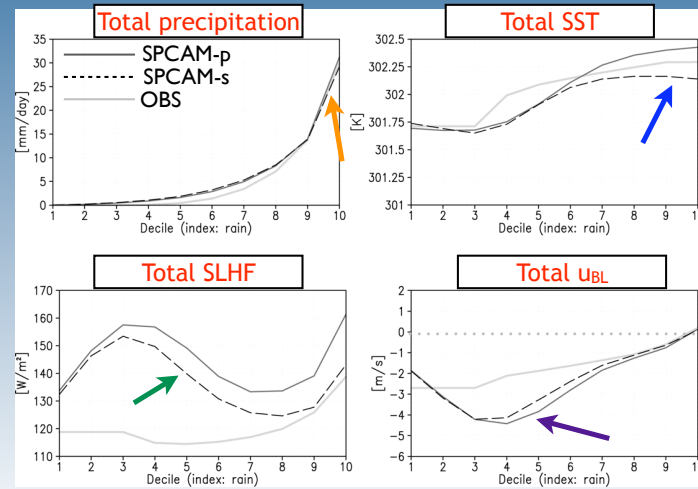 Total precipitation
[mm/day]
35
30
25
20
15
10
5
0
SPCAM-p
SPCAM-s
OBS
1 2 3 4 5 6 7 8 9 10
Decile (index: rain)
Total SST
[K]
302.5
302.25
302
301.75
301.5
301.25
301
1 2 3 4 5 6 7 8 9 10
Decile (index: rain)
Total SLHF
[W/m²]
170
160
150
140
130
120
110
1 2 3 4 5 6 7 8 9 10
Decile (index: rain)
Total uBL
[m/s]
2
1
0
-1
-2
-3
-4
-5
-6
1 2 3 4 5 6 7 8 9 1
Decile (index: rain)